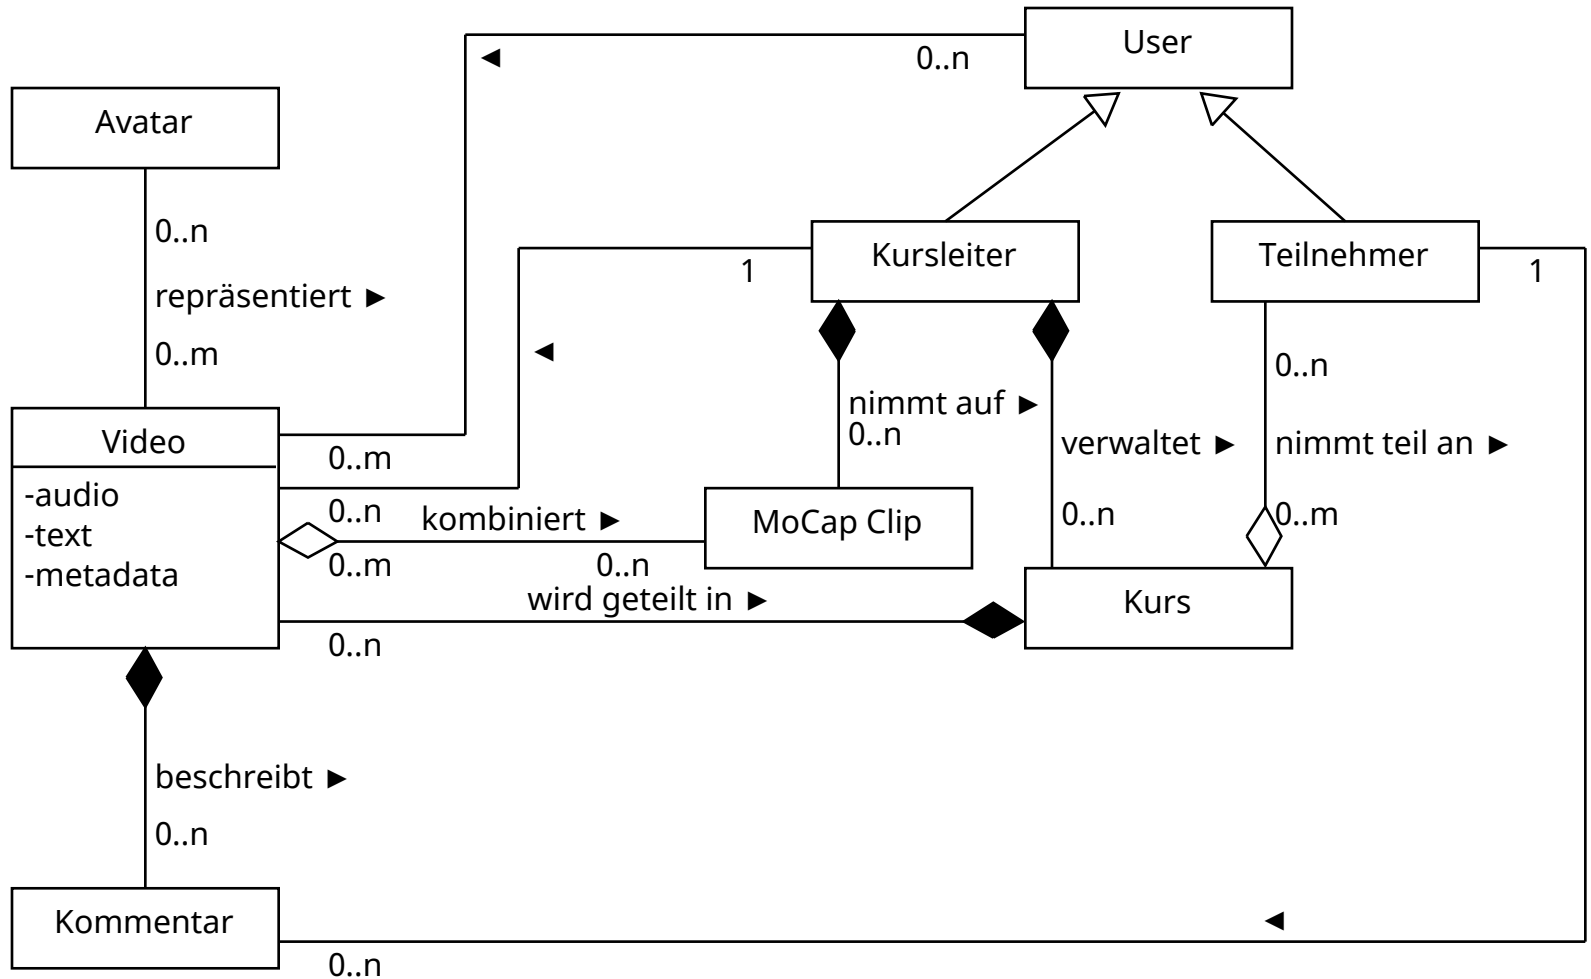 User
0..n
◄
Avatar
0..n
repräsentiert ►
0..m
Kursleiter
1
◄
Teilnehmer
1
nimmt auf ►
0..n
verwaltet ►
0..n
0..n
nimmt teil an ►
0..m
Video
-audio
-text
-metadata
0..m
0..n
kombiniert ►
0..m
0..n
MoCap Clip
wird geteilt in ►
0..n
Kurs
beschreibt ►
0..n
Kommentar
0..n
◄